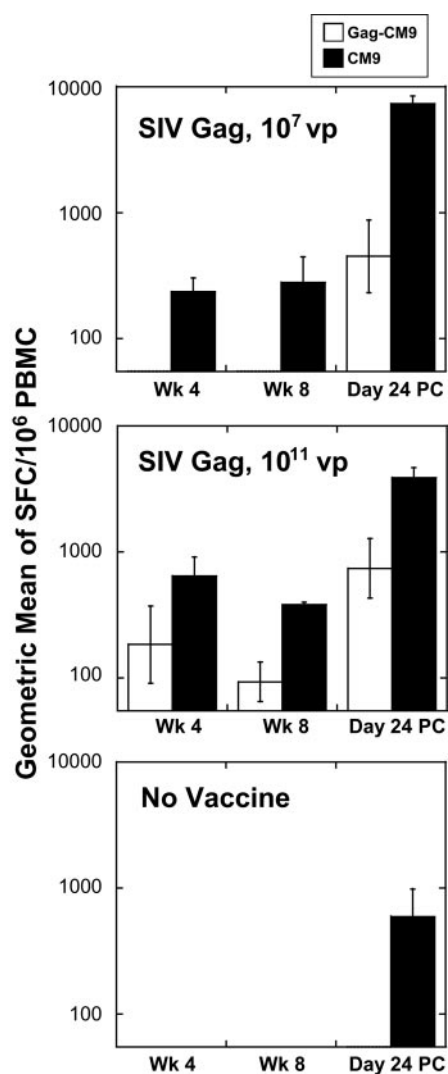 Gag-CM9
CM9
Geometric Mean of SFC/10⁶ PBMC
10000
SIV Gag, 10⁷ vp
1000
100
Wk 4 Wk 8 Day 24 PC
10000
SIV Gag, 10¹¹ vp
1000
100
Wk 4 Wk 8 Day 24 PC
10000
No Vaccine
1000
100
Wk 4 Wk 8 Day 24 PC